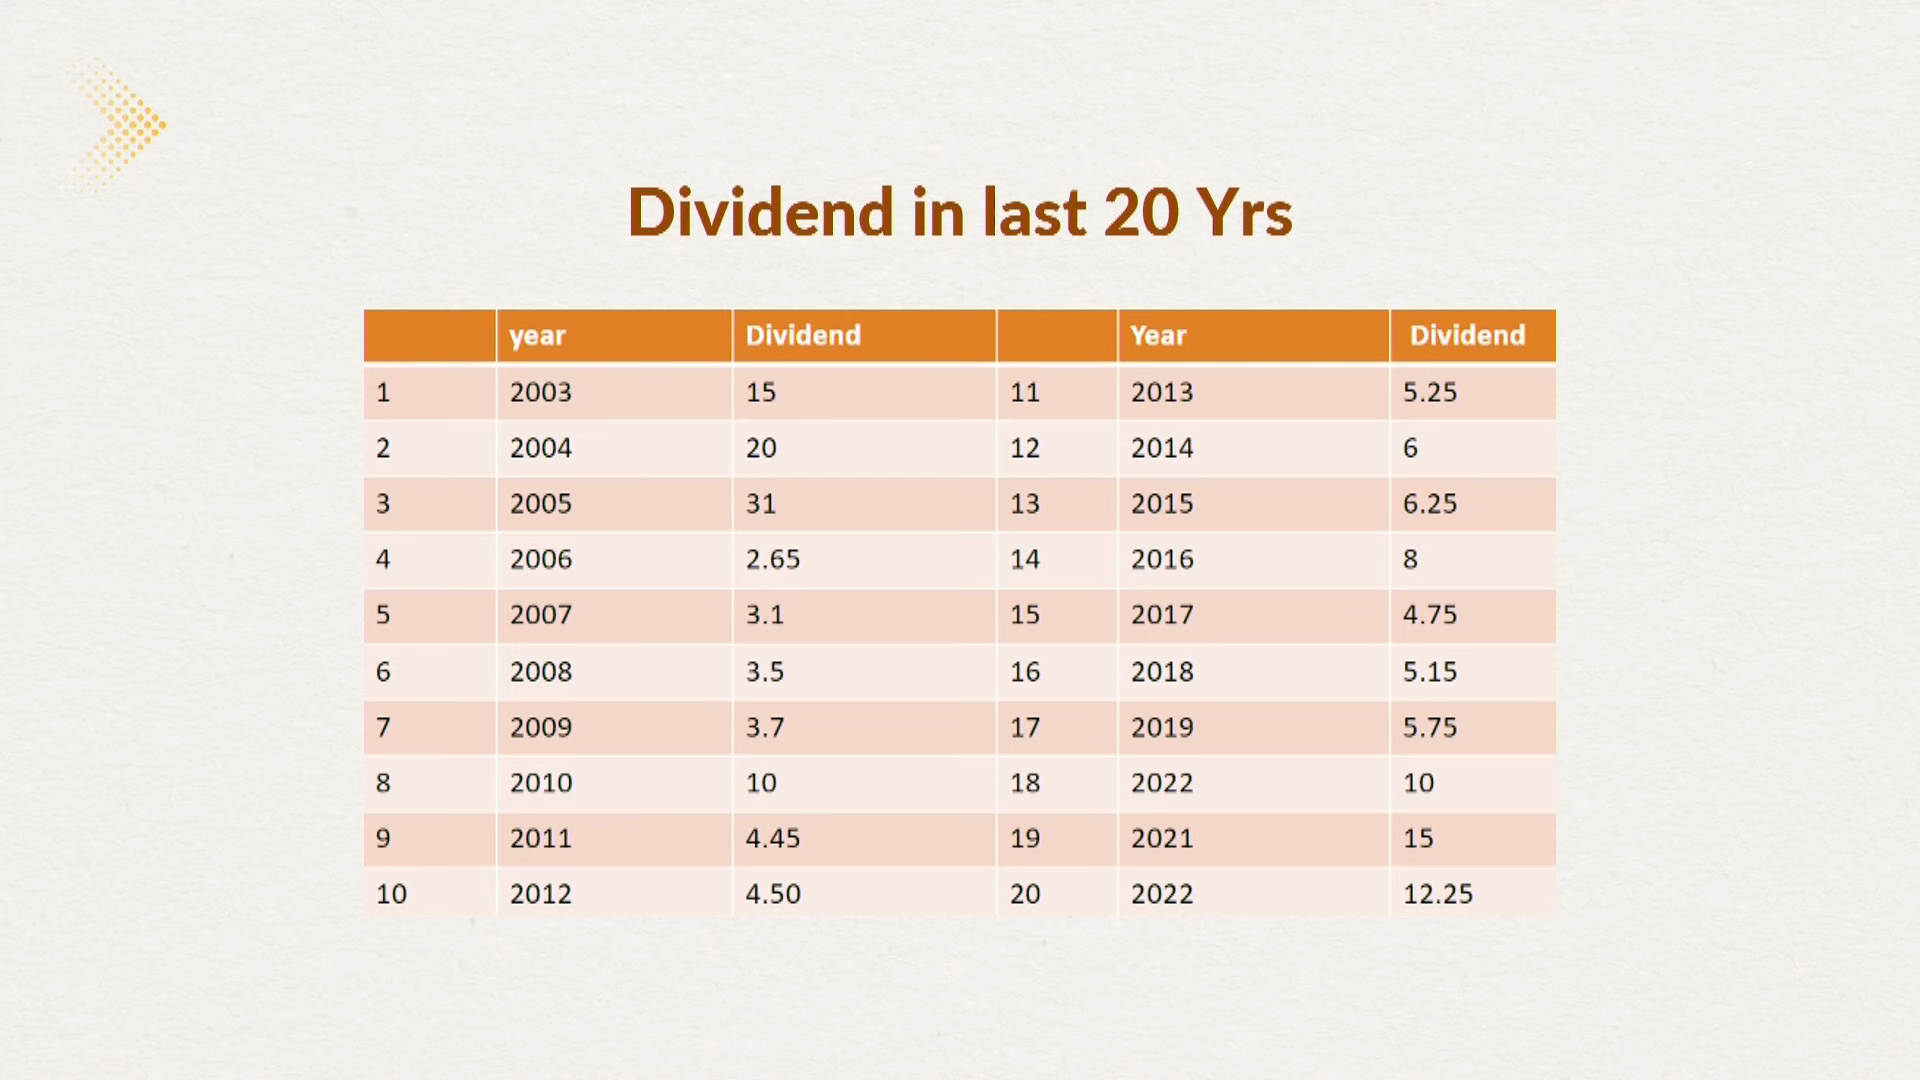 Dividend in last 20 Yrs
year Dividend Year Dividend
1 2003 15 11 2013 5.25
2 2004 20 12 2014 6
3 2005 31 13 2015 6.25
4 2006 2.65 14 2016 8
5 2007 3.1 15 2017 4.75
6 2008 3.5 16 2018 5.15
7 2009 3.7 17 2019 5.75
8 2010 10 18 2022 10
9 2011 4.45 19 2021 15
10 2012 4.50 20 2022 12.25